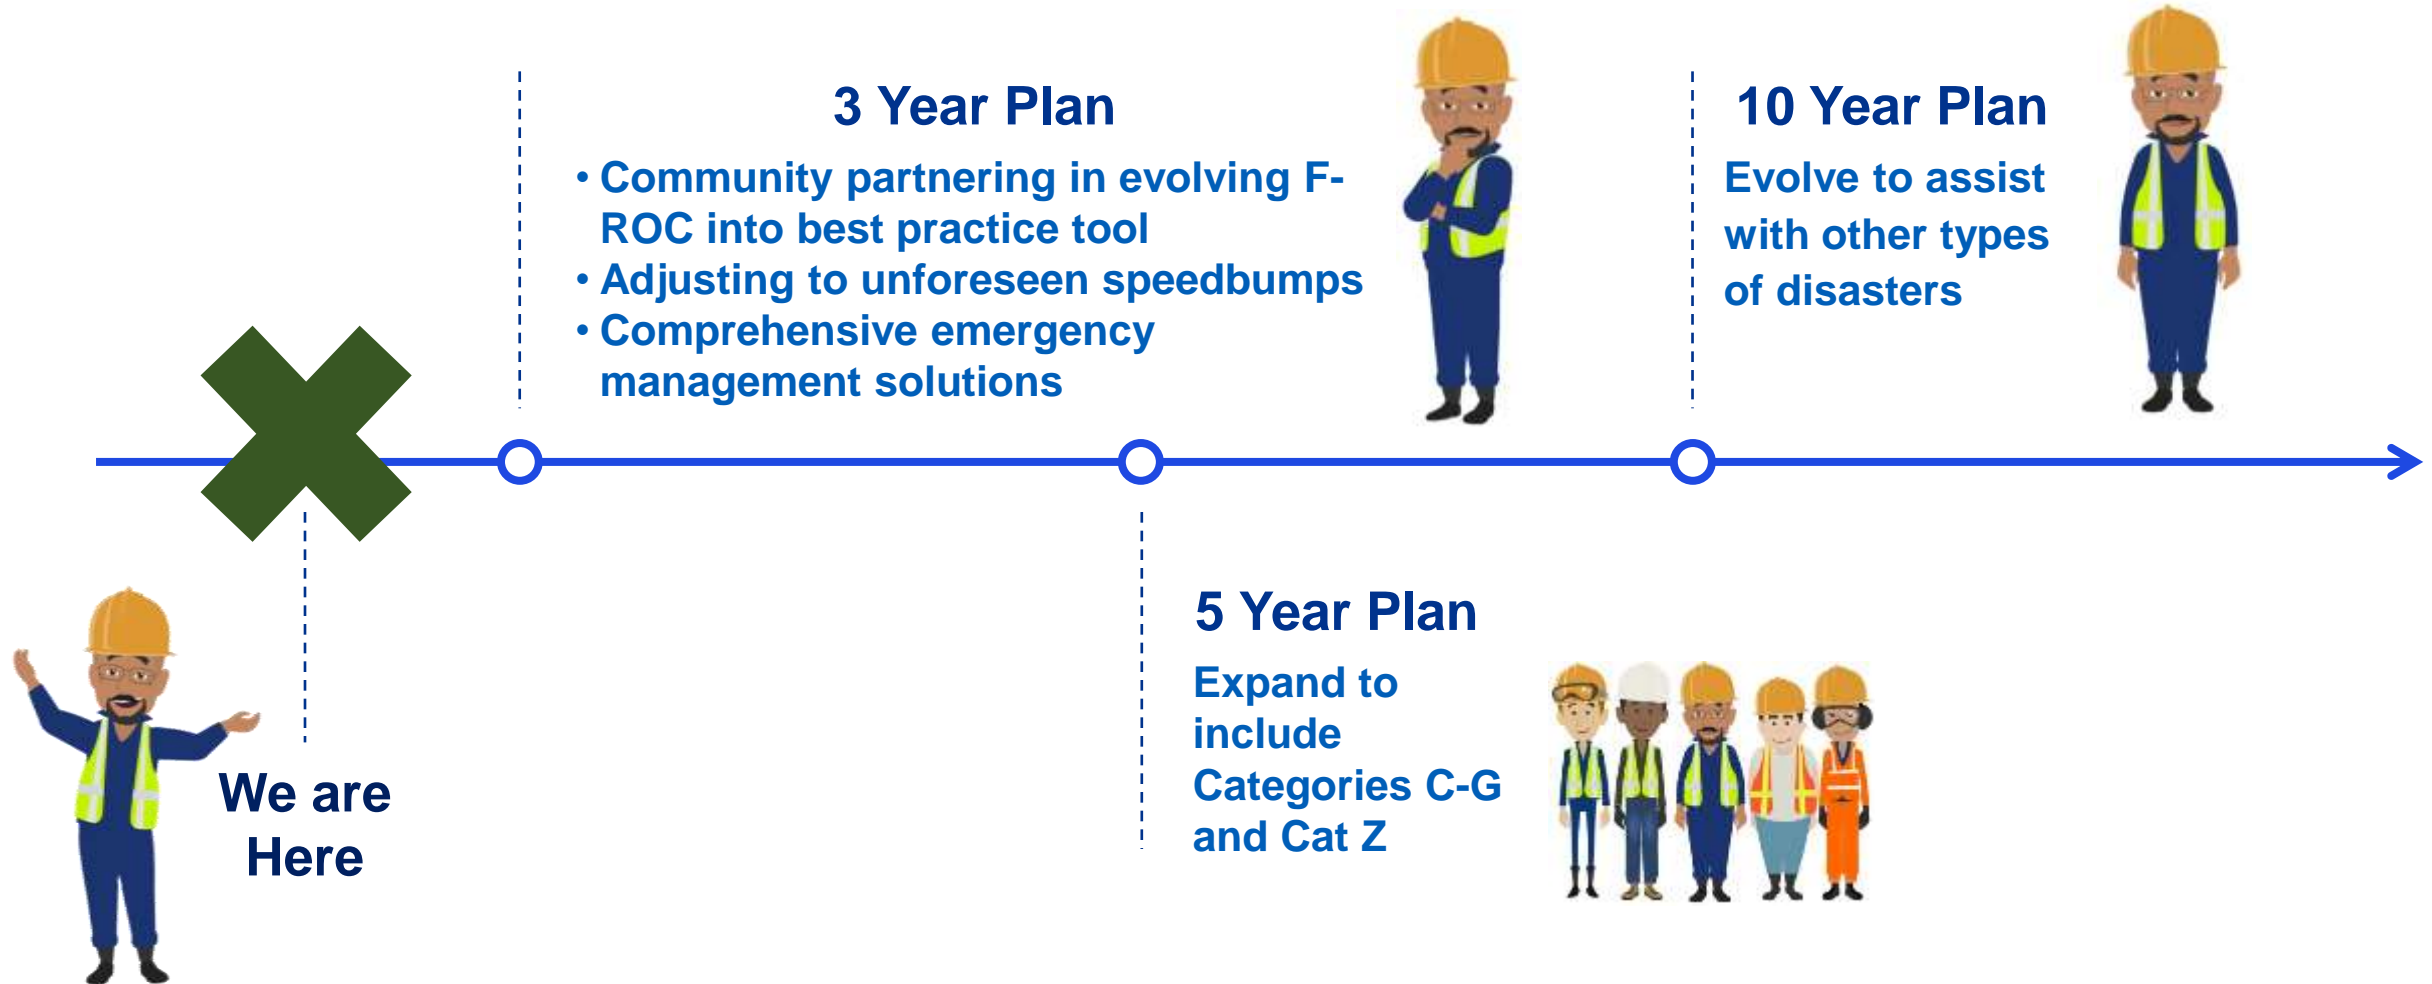 3 Year Plan
• Community partnering in evolving F-
ROC into best practice tool
• Adjusting to unforeseen speedbumps
• Comprehensive emergency
management solutions
10 Year Plan
Evolve to assist
with other types
of disasters
We are
Here
5 Year Plan
Expand to
include
Categories C-G
and Cat Z